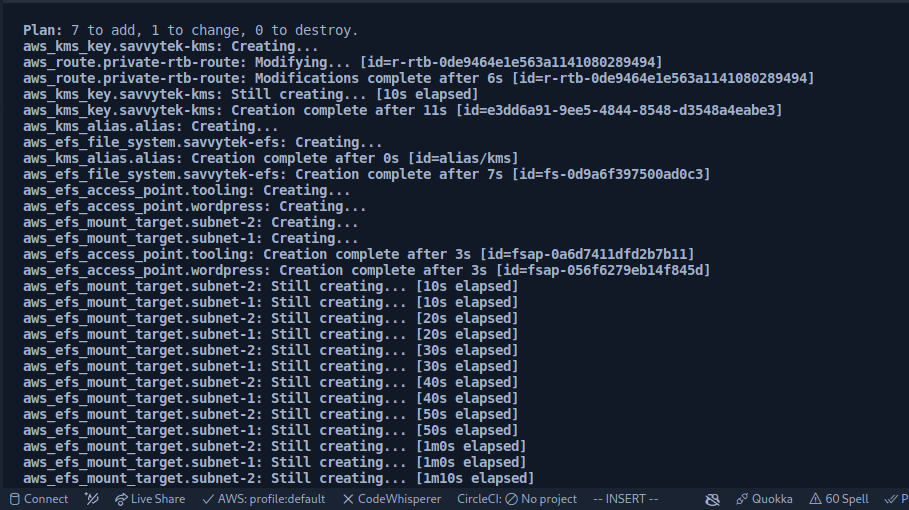 Plan: 7 to add, 1 to change, 0 to destroy.
aws_kms_key.savvytek-kms: Creating...
aws_route.private-rtb-route: Modifying... [id=r-rtb-0de9464e1e563a1141080289494]
aws_route.private-rtb-route: Modifications complete after 6s [id=r-rtb-0de9464e1e563a1141080289494]
aws_kms_key.savvytek-kms: Still creating... [10s elapsed]
aws_kms_key.savvytek-kms: Creation complete after 11s [id=e3dd6a91-9ee5-4844-8548-d3548a4eabe3]
aws_kms_alias.alias: Creating...
aws_efs_file_system.savvytek-efs: Creating...
aws_kms_alias.alias: Creation complete after 0s [id=alias/kms]
aws_efs_file_system.savvytek-efs: Creation complete after 7s [id=fs-0d9a6f397500ad0c3]
aws_efs_access_point.tooling: Creating...
aws_efs_access_point.wordpress: Creating...
aws_efs_mount_target.subnet-2: Creating...
aws_efs_mount_target.subnet-1: Creating...
aws_efs_access_point.tooling: Creation complete after 3s [id=fsap-0a6d7411dfd2b7b11]
aws_efs_access_point.wordpress: Creation complete after 3s [id=fsap-056f6279eb14f845d]
aws_efs_mount_target.subnet-2: Still creating... [10s elapsed]
aws_efs_mount_target.subnet-1: Still creating... [10s elapsed]
aws_efs_mount_target.subnet-2: Still creating... [20s elapsed]
aws_efs_mount_target.subnet-1: Still creating... [20s elapsed]
aws_efs_mount_target.subnet-2: Still creating... [30s elapsed]
aws_efs_mount_target.subnet-1: Still creating... [30s elapsed]
aws_efs_mount_target.subnet-2: Still creating... [40s elapsed]
aws_efs_mount_target.subnet-1: Still creating... [40s elapsed]
aws_efs_mount_target.subnet-2: Still creating... [50s elapsed]
aws_efs_mount_target.subnet-1: Still creating... [50s elapsed]
aws_efs_mount_target.subnet-2: Still creating... [1m0s elapsed]
aws_efs_mount_target.subnet-1: Still creating... [1m0s elapsed]
aws_efs_mount_target.subnet-2: Still creating... [1m10s elapsed]
Connect Live Share AWS: profile:default CodeWhisperer CircleCI: No project -- INSERT -- Quokka 60 Spell P